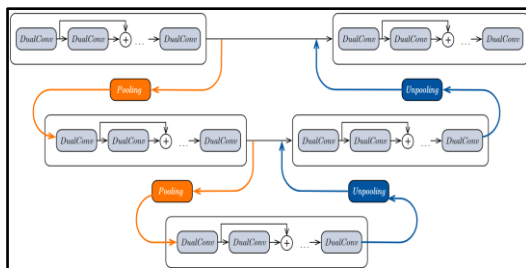 DualConv DualConv + ... DualConv DualConv DualConv + ... DualConv
Pooling Unpooling
DualConv DualConv + ... DualConv DualConv DualConv + ... DualConv
Pooling Unpooling
DualConv DualConv + ... DualConv